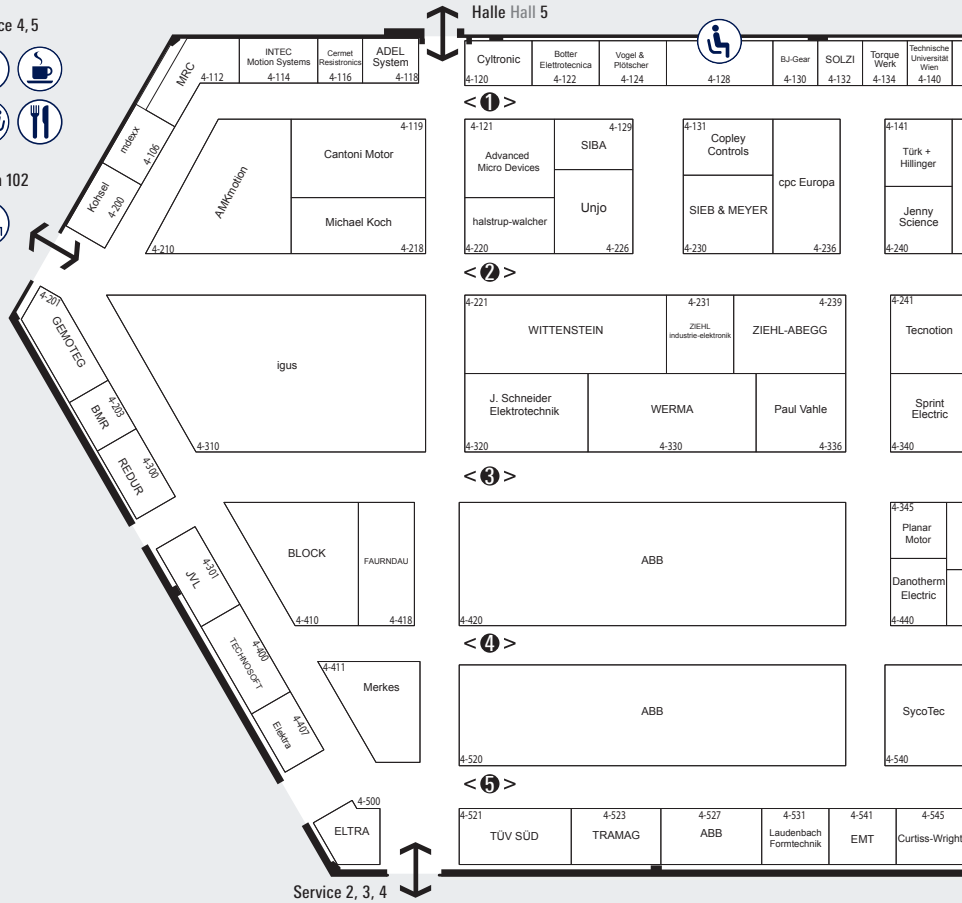 Halle Hall 5
ce 4, 5
102
MRC
4-112
INTEC
Motion Systems
4-114
Cermet
Resistronics
4-116
ADEL
System
4-118
Cyltronic
4-120
Botter
Elettrotecnica
4-122
Vogel &
Plötscher
4-124
4-128
BJ-Gear
4-130
SOLZI
4-132
Torque
Werk
4-134
Technische
Universität
Wien
4-140
< 1 >
mdexx
4-106
Kohsel
4-200
AMKmotion
4-210
4-119
Cantoni Motor
Michael Koch
4-218
4-121
Advanced
Micro Devices
4-129
SIBA
halstrup-walcher
4-220
Unjo
4-226
4-131
Copley
Controls
SIEB & MEYER
4-230
cpc Europa
4-236
4-141
Türk +
Hillinger
Jenny
Science
4-240
< 2 >
4-201
GEMOTEG
BMR
4-203
REDUR
4-300
igus
4-310
4-221
WITTENSTEIN
4-231
ZIEHL
industrie-elektronik
4-239
ZIEHL-ABEGG
J. Schneider
Elektrotechnik
4-320
WERMA
4-330
Paul Vahle
4-336
4-241
Tecnotion
Sprint
Electric
4-340
< 3 >
JVL
4-301
TECHNOSOFT
4-400
Elektra
4-407
BLOCK
4-410
FAURNDAU
4-418
ABB
4-420
4-345
Planar
Motor
Danotherm
Electric
4-440
< 4 >
4-411
Merkes
ABB
4-520
SycoTec
4-540
< 5 >
4-500
ELTRA
4-521
TÜV SÜD
4-523
TRAMAG
4-527
ABB
4-531
Laudenbach
Formtechnik
4-541
EMT
4-545
Curtiss-Wright
Service 2, 3, 4